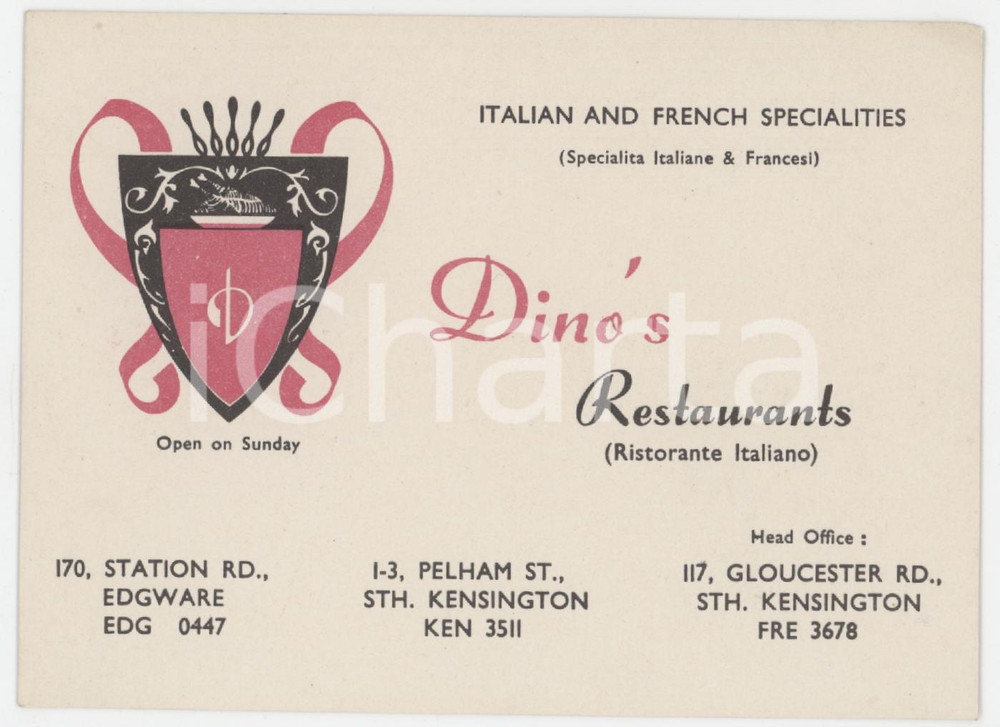 ITALIAN AND FRENCH SPECIALITIES
(Specialita Italiane & Francesi)
D
Dino's
Restaurants
(Ristorante Italiano)
Open on Sunday
170, STATION RD.,
EDGWARE
EDG 0447
1-3, PELHAM ST.,
STH. KENSINGTON
KEN 3511
Head Office :
117, GLOUCESTER RD.,
STH. KENSINGTON
FRE 3678
iCharta